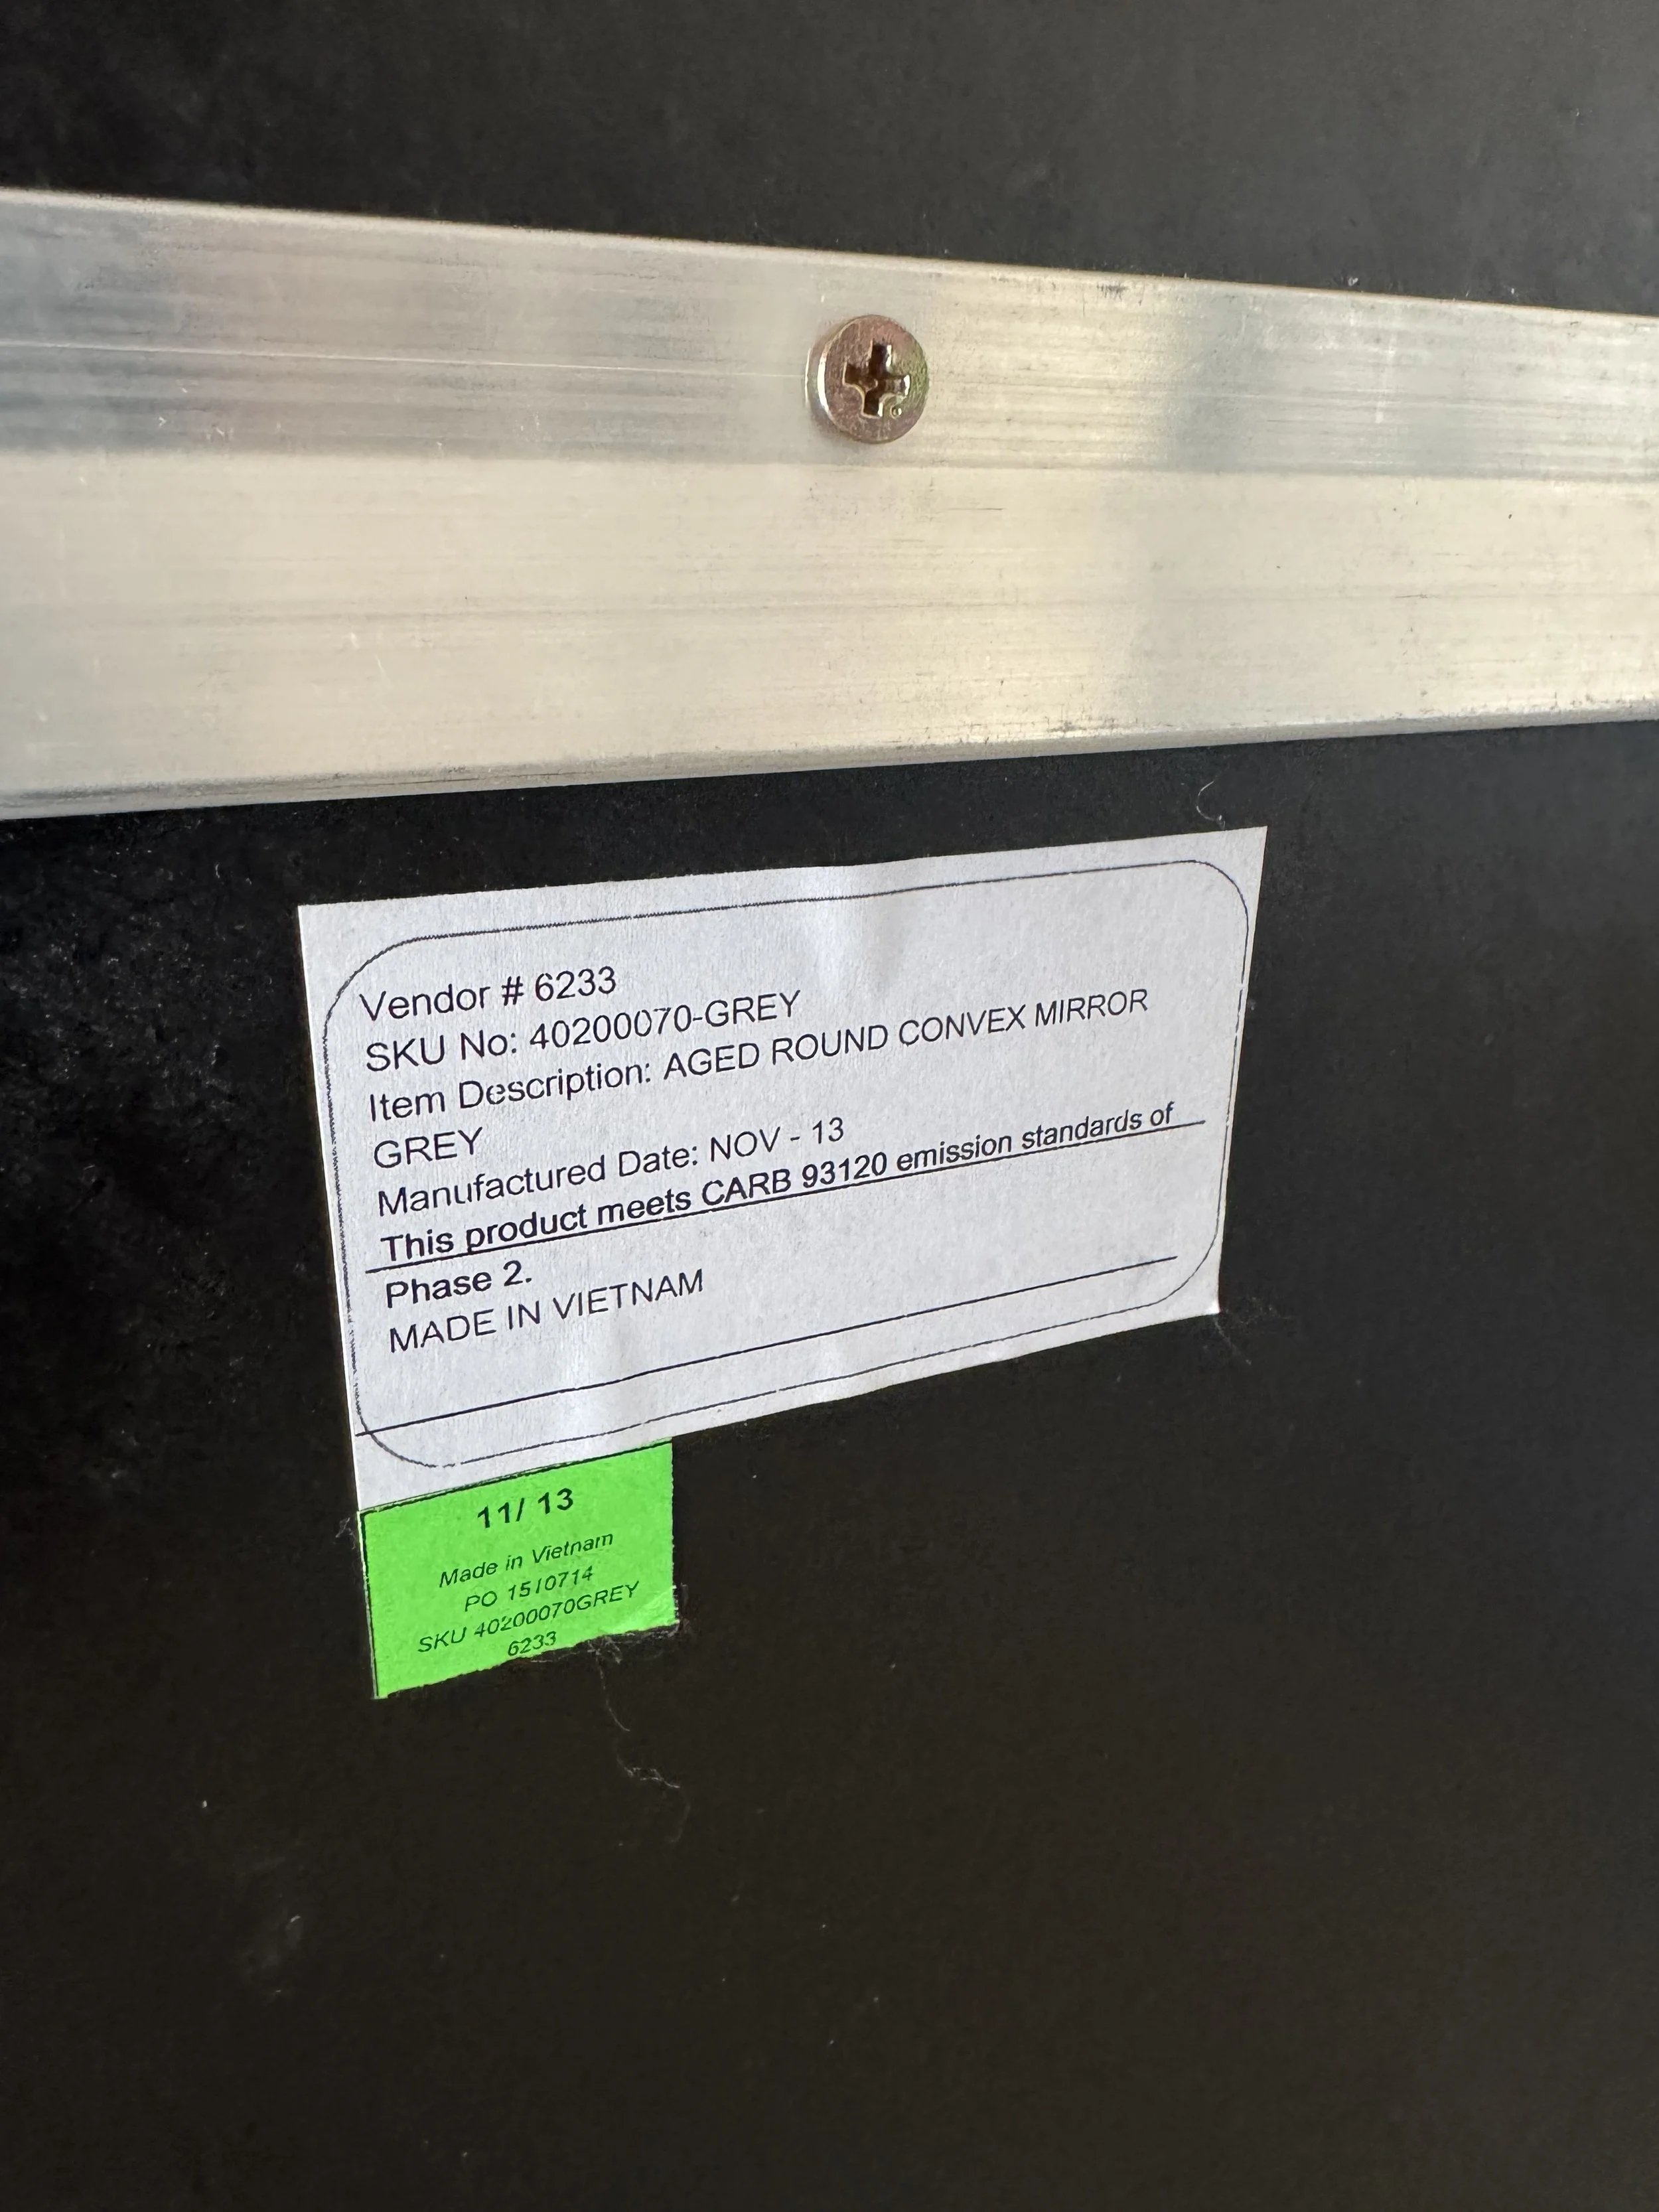 Vendor # 6233
SKU No: 40200070-GREY
Item Description: AGED ROUND CONVEX MIRROR
GREY
Manufactured Date: NOV - 13
This product meets CARB 93120 emission standards of
Phase 2.
MADE IN VIETNAM
11/ 13
Made in Vietnam
PO 1510714
SKU 40200070GREY
6233